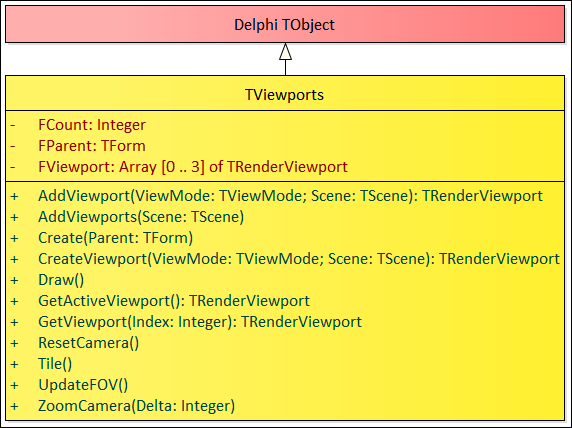 Delphi TObject
TViewports
- FCount: Integer
- FParent: TForm
- FViewport: Array [0 .. 3] of TRenderViewport
+ AddViewport(ViewMode: TViewMode; Scene: TScene): TRenderViewport
+ AddViewports(Scene: TScene)
+ Create(Parent: TForm)
+ CreateViewport(ViewMode: TViewMode; Scene: TScene): TRenderViewport
+ Draw()
+ GetActiveViewport(): TRenderViewport
+ GetViewport(Index: Integer): TRenderViewport
+ ResetCamera()
+ Tile()
+ UpdateFOV()
+ ZoomCamera(Delta: Integer)